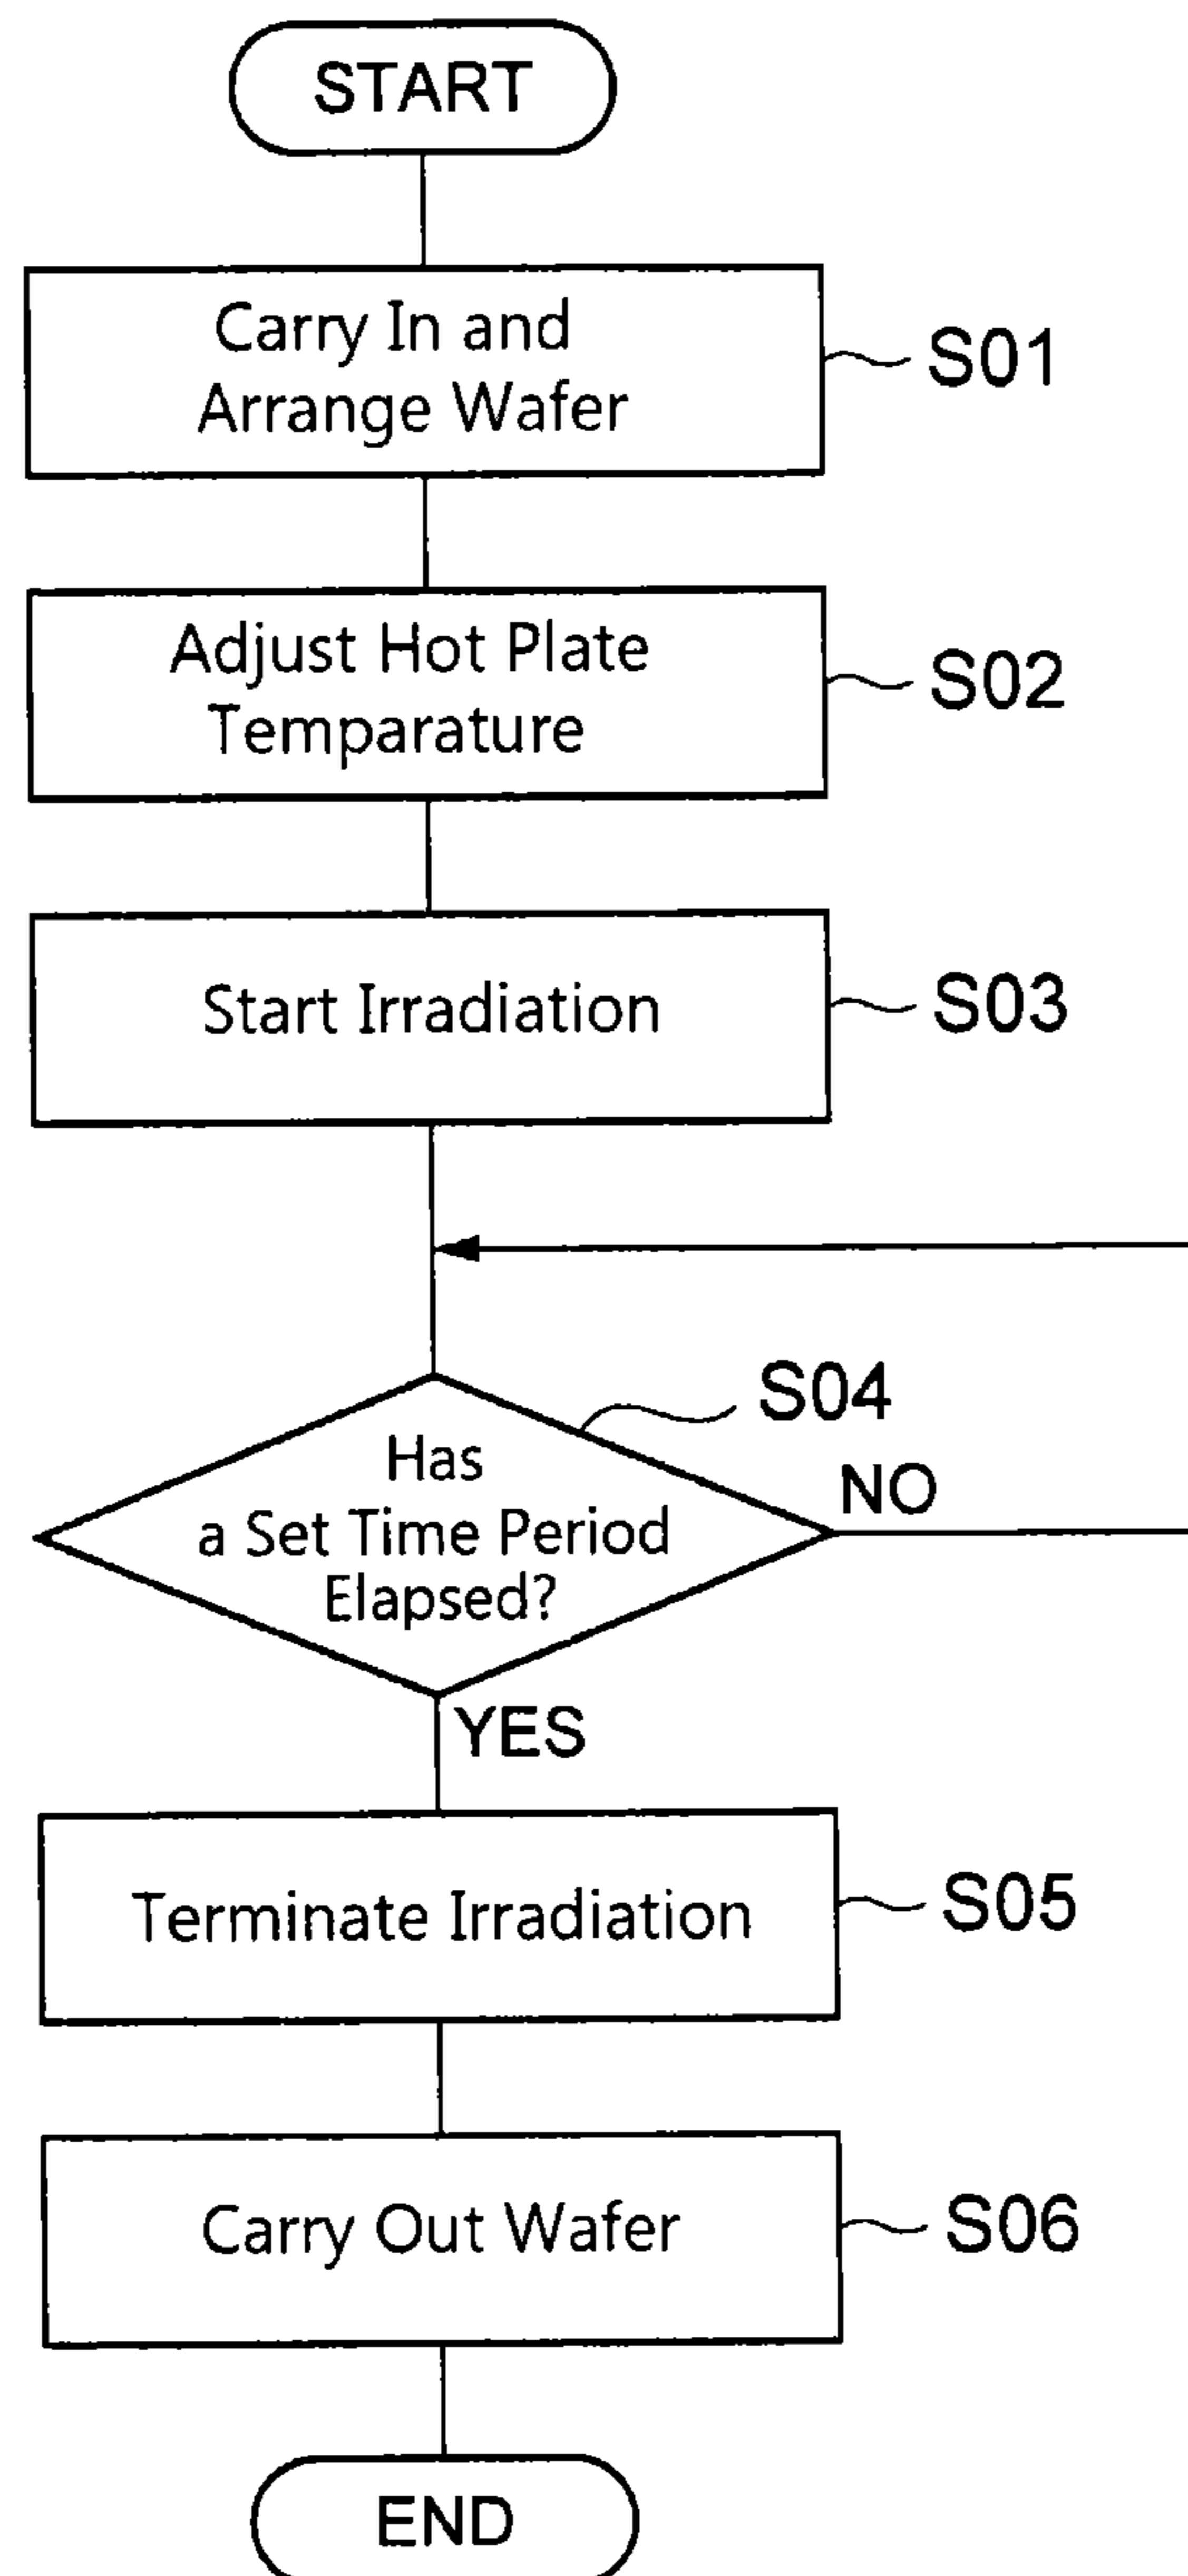 START
Carry In and
Arrange Wafer
S01
Adjust Hot Plate
Temparature
S02
Start Irradiation
S03
S04
Has
a Set Time Period
Elapsed?
NO
YES
Terminate Irradiation
S05
Carry Out Wafer
S06
END